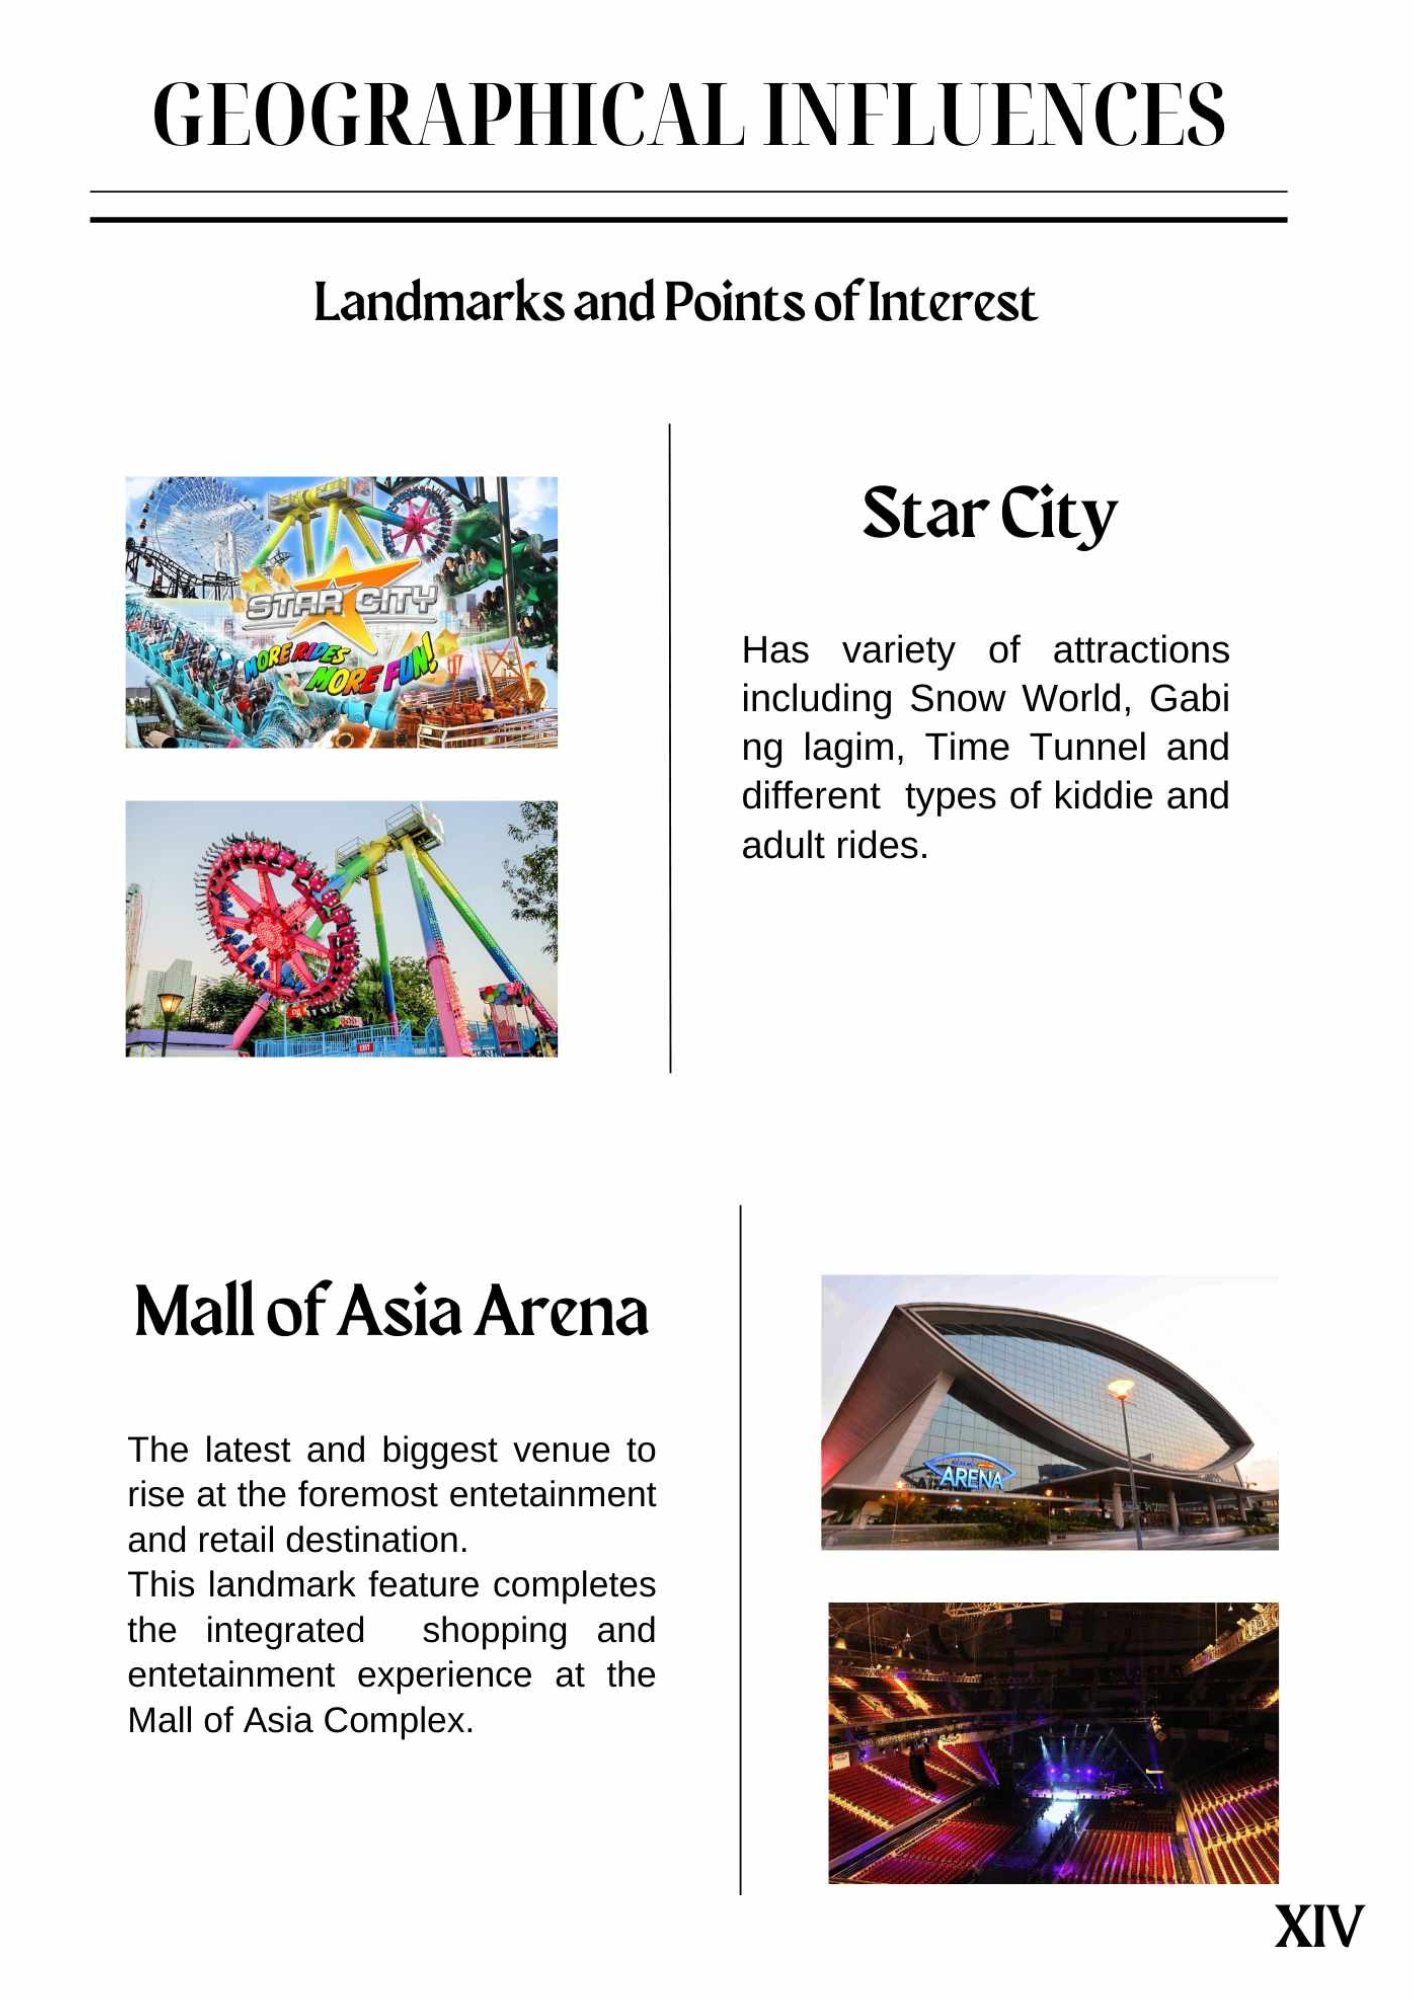 GEOGRAPHICAL INFLUENCES
Landmarks and Points of Interest
STAR CITY
MORE RIDES
MORE FUN!
Star City
Has variety of attractions
including Snow World, Gabi
ng lagim, Time Tunnel and
different types of kiddie and
adult rides.
Mall of Asia Arena
The latest and biggest venue to
rise at the foremost entetainment
and retail destination.
This landmark feature completes
the integrated shopping and
entetainment experience at the
Mall of Asia Complex.
ARENA
XIV